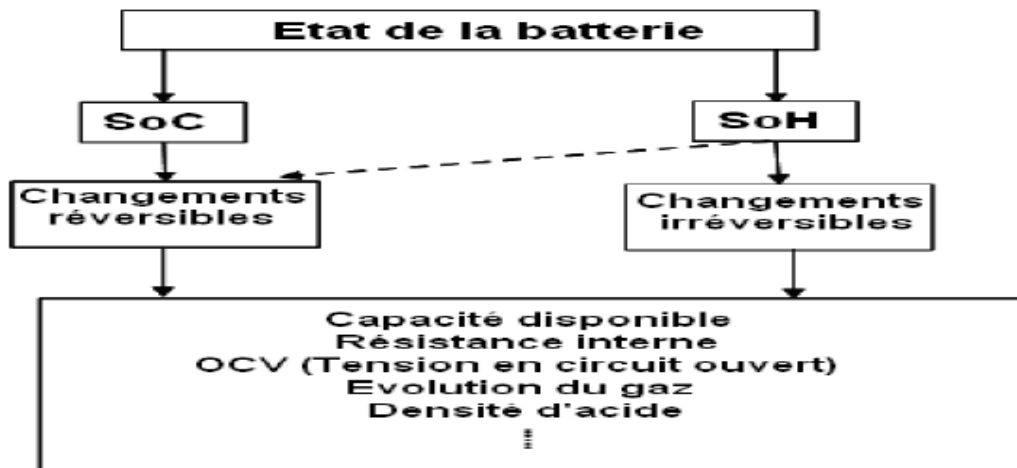 Etat de la batterie
SoC
SoH
Changements
réversibles
Changements
irréversibles
Capacité disponible
Résistance interne
OCV (Tension en circuit ouvert)
Evolution du gaz
Densité d'acide